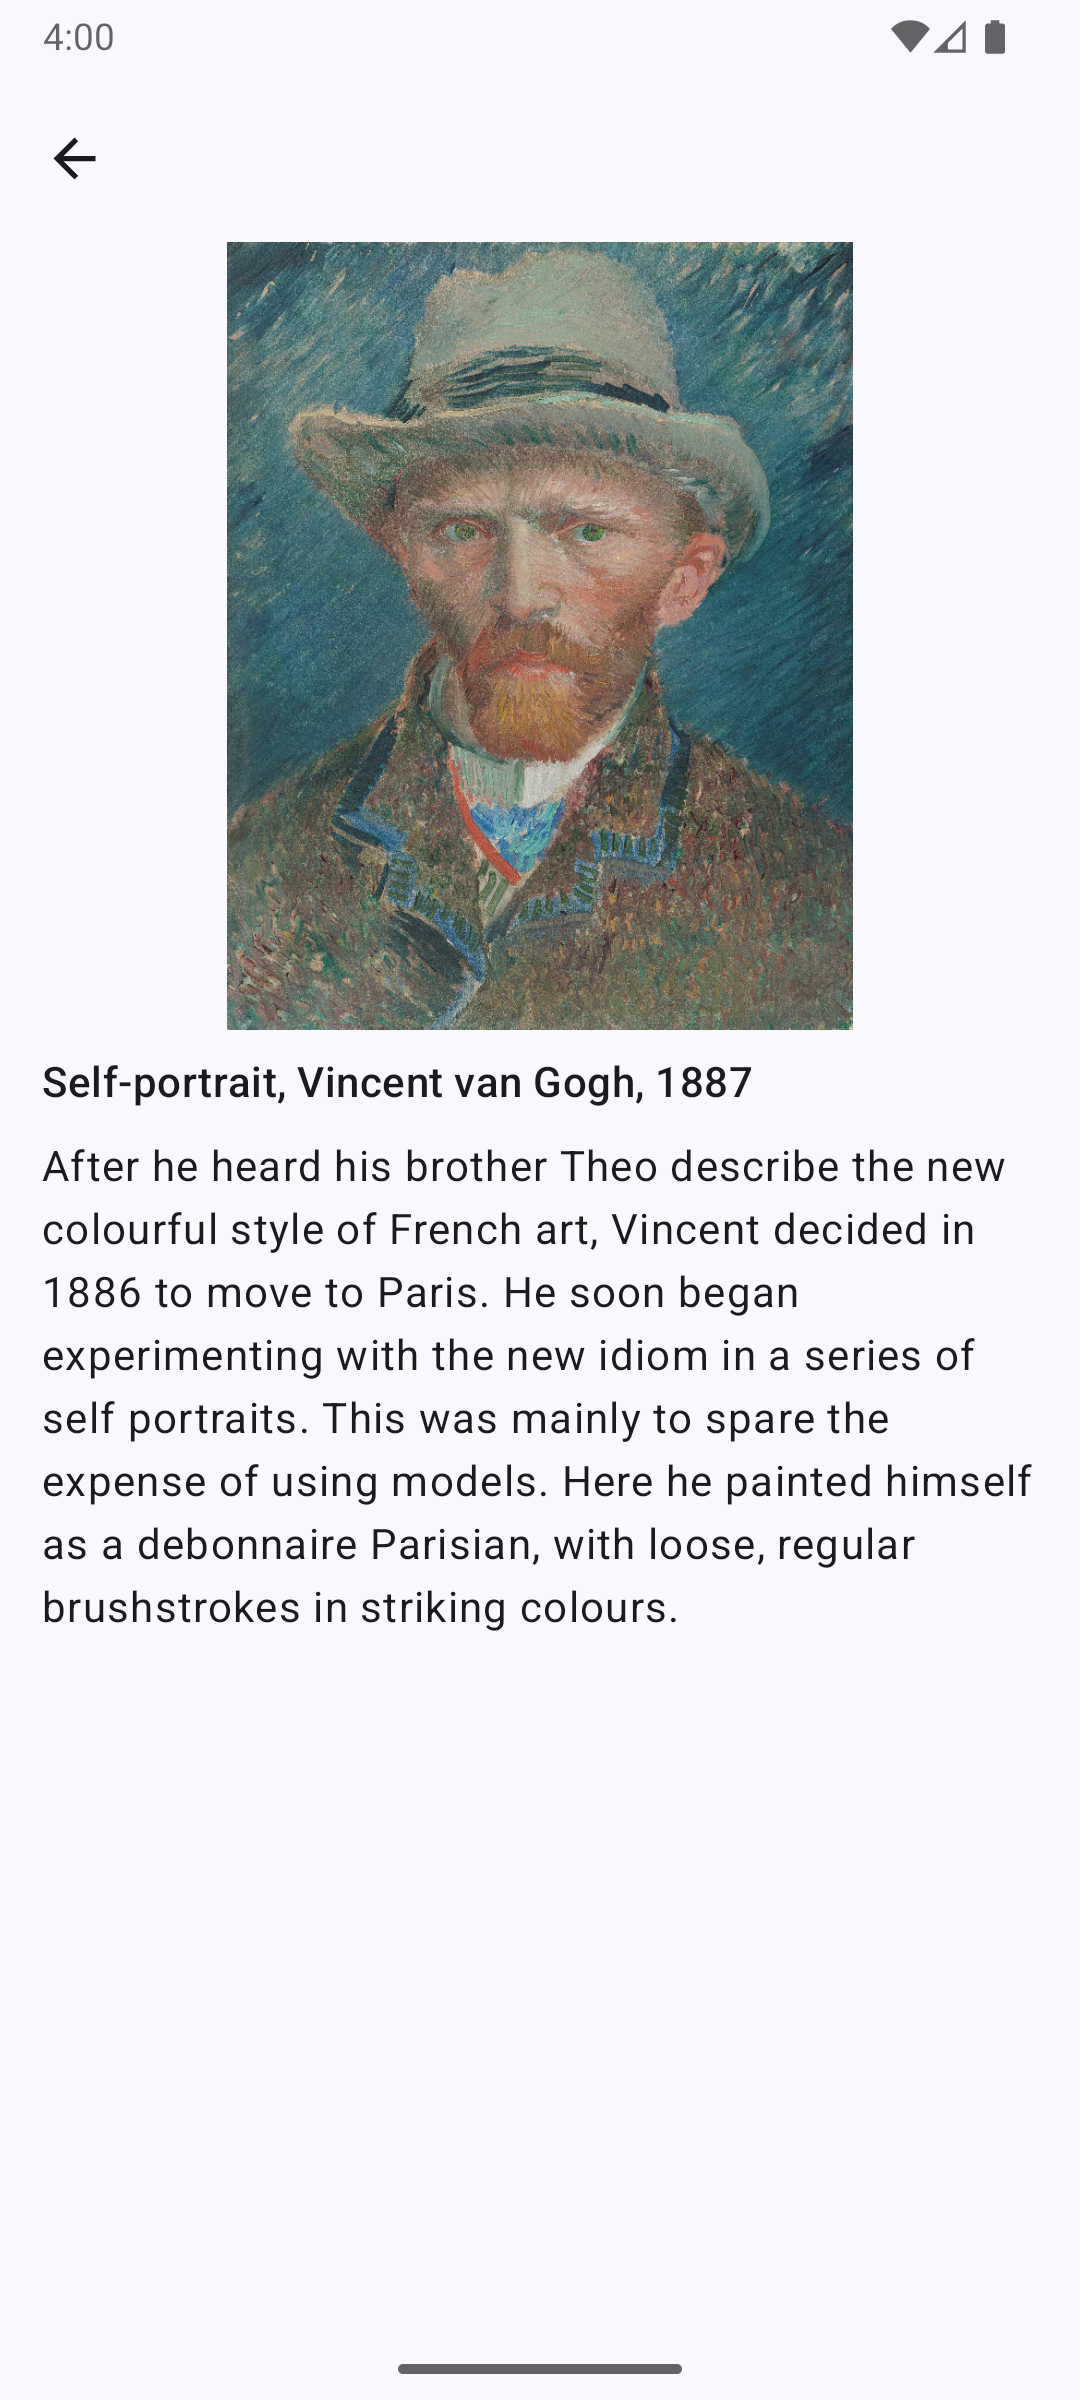 4:00
Self-portrait, Vincent van Gogh, 1887
After he heard his brother Theo describe the new
colourful style of French art, Vincent decided in
1886 to move to Paris. He soon began
experimenting with the new idiom in a series of
self portraits. This was mainly to spare the
expense of using models. Here he painted himself
as a debonnaire Parisian, with loose, regular
brushstrokes in striking colours.